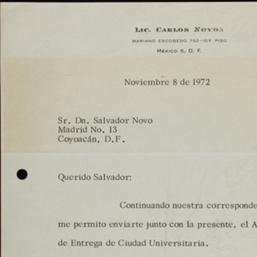 LIC. CARLOS NOVOA
MARIANO ESCOBEDO 752-10º PISO
MÉXICO 5, D. F.
Noviembre 8 de 1972
Sr. Dn. Salvador Novo
Madrid No. 13
Coyoacán, D.F.
Querido Salvador:
Continuando nuestra corresponde
me permito enviarte junto con la presente, el A
de Entrega de Ciudad Universitaria.